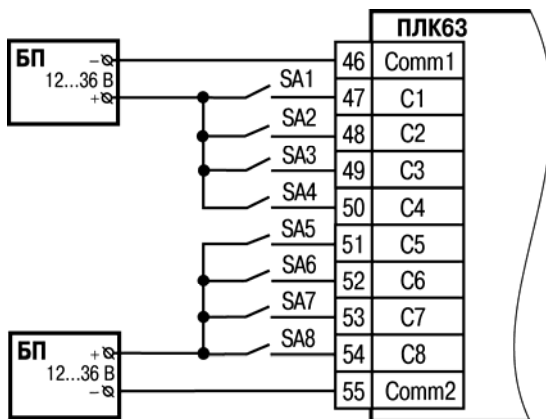 ПЛК63
БП
–
12...36 В
+
46 Comm1
SA1 47 C1
SA2 48 C2
SA3 49 C3
SA4 50 C4
SA5 51 C5
SA6 52 C6
SA7 53 C7
SA8 54 C8
БП
+
12...36 В
–
55 Comm2